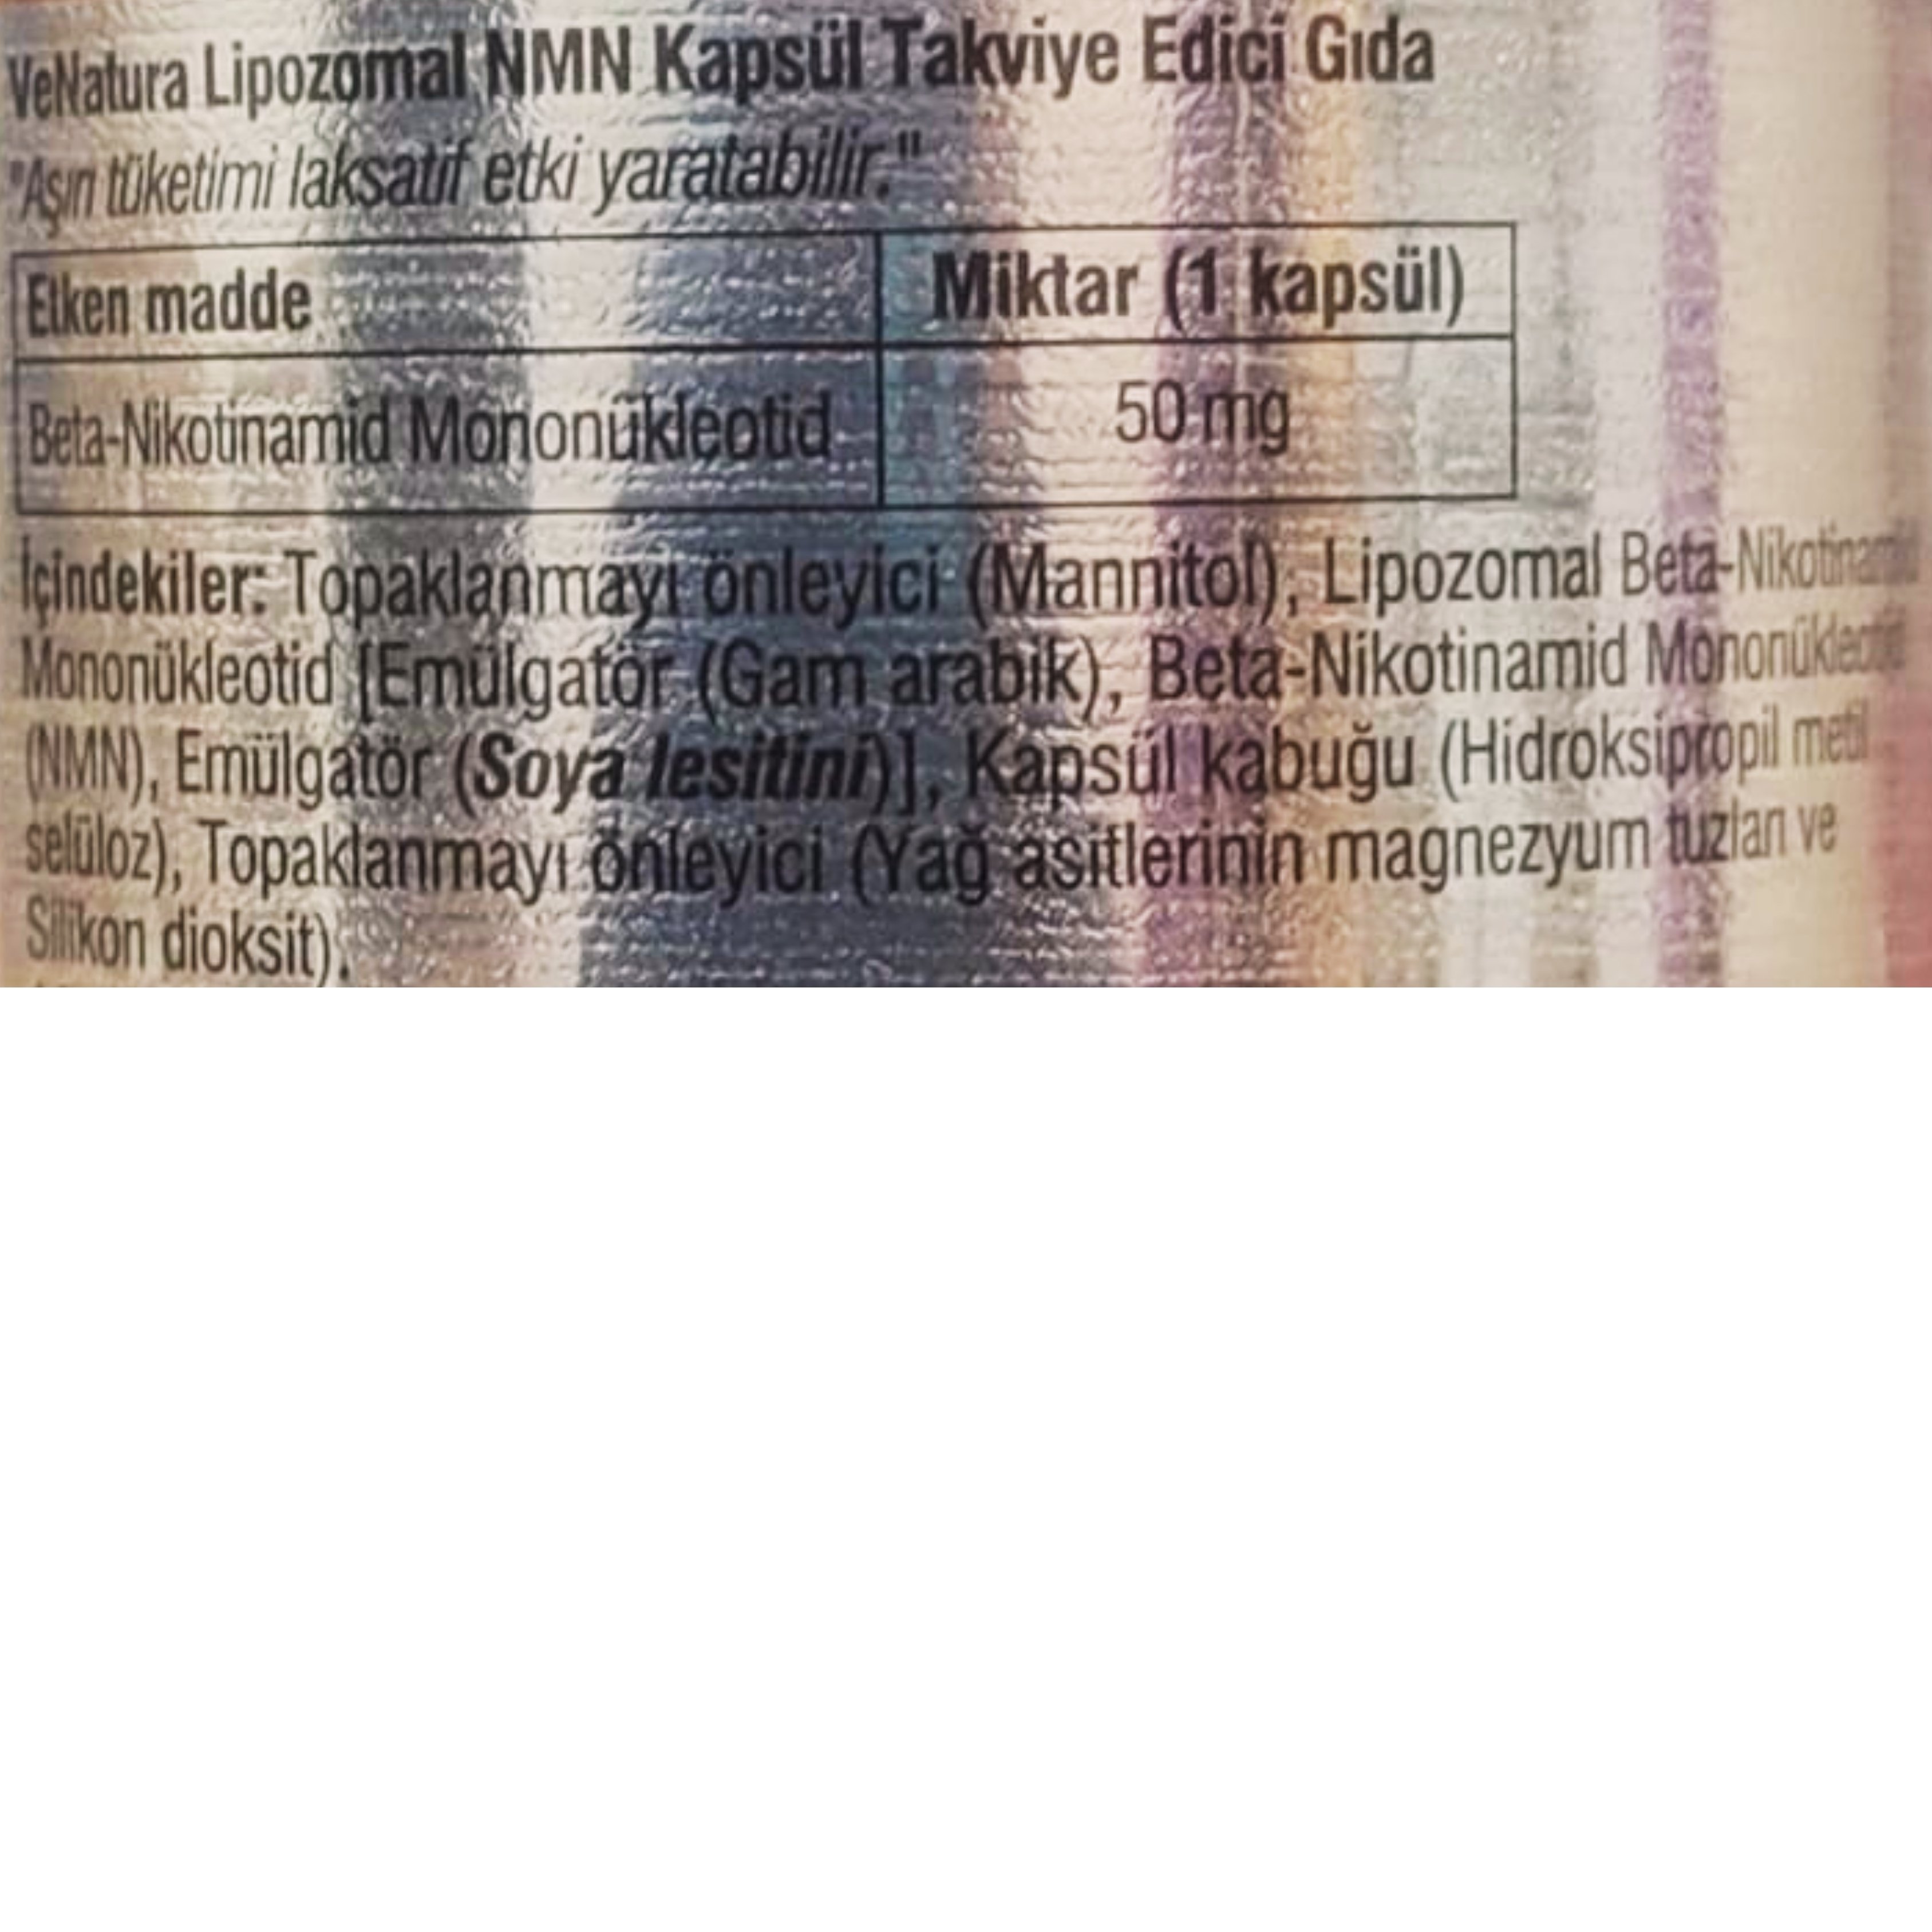 VeNatura Lipozomal NMN Kapsül Takviye Edici Gıda
"Aşırı tüketimi laksatif etki yaratabilir."
Etken madde Miktar (1 kapsül)
Beta-Nikotinamid Mononükleotid 50 mg
İçindekiler: Topaklanmayı önleyici (Mannitol), Lipozomal Beta-Nikotinamid
Mononükleotid [Emülgatör (Gam arabik), Beta-Nikotinamid Mononükleotid
(NMN), Emülgatör (Soya lesitini)], Kapsül kabuğu (Hidroksipropil metil
selüloz), Topaklanmayı önleyici (Yağ asitlerinin magnezyum tuzları ve
Silikon dioksit).